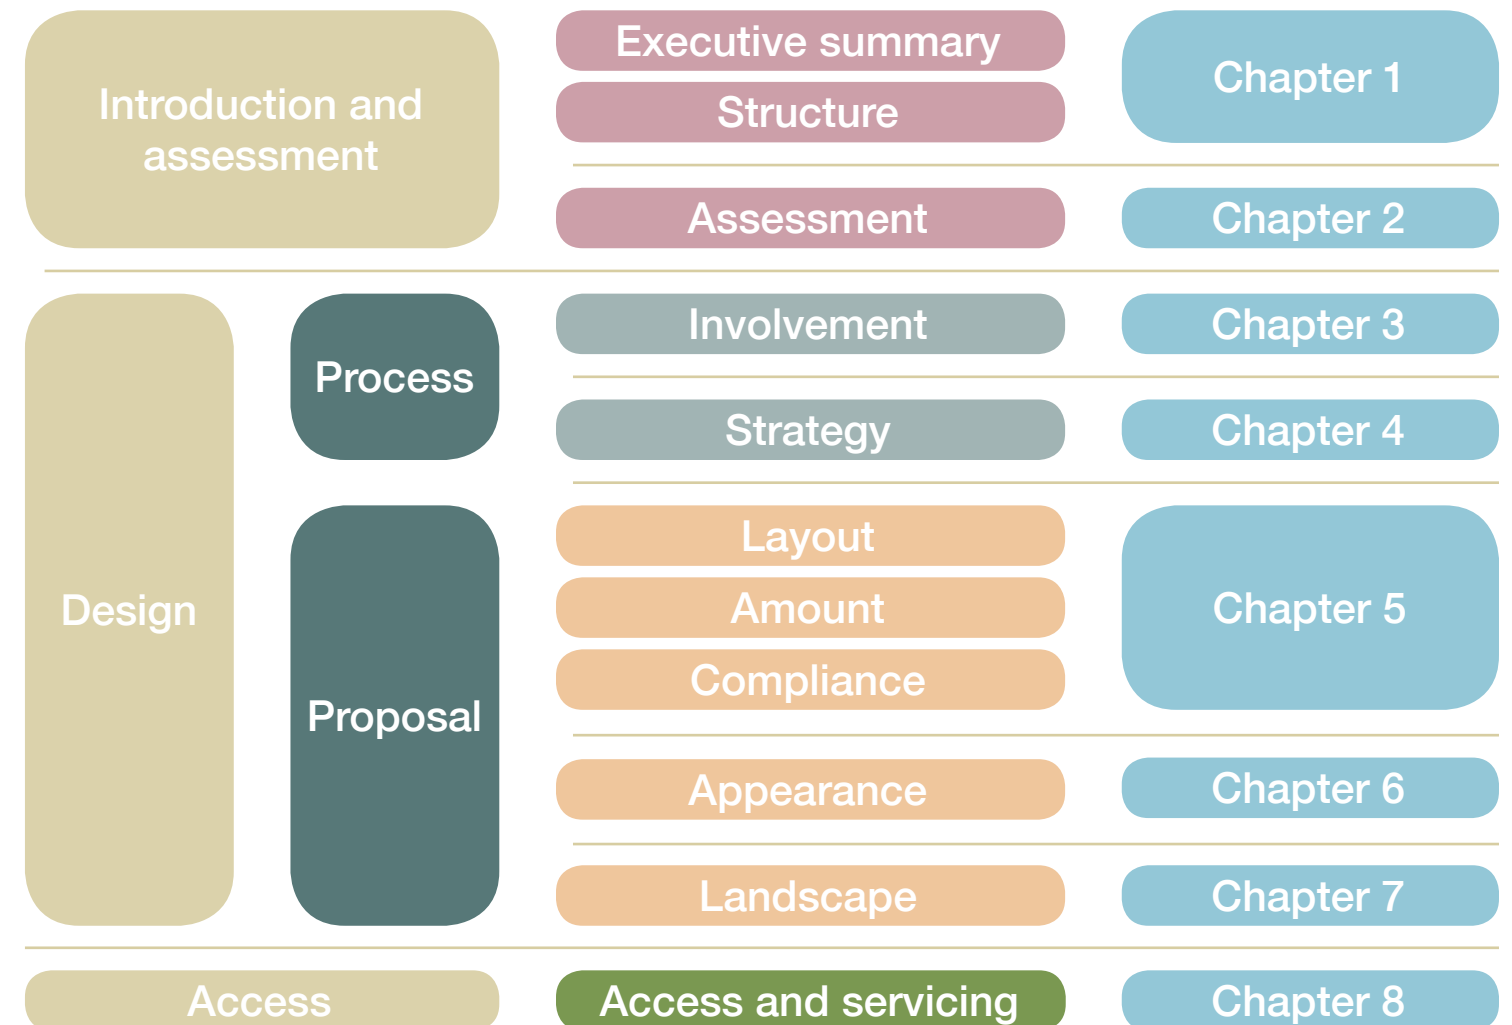 Introduction and
assessment
Executive summary
Structure
Chapter 1
Assessment
Chapter 2
Design
Process
Involvement
Chapter 3
Strategy
Chapter 4
Proposal
Layout
Amount
Compliance
Chapter 5
Appearance
Chapter 6
Landscape
Chapter 7
Access
Access and servicing
Chapter 8